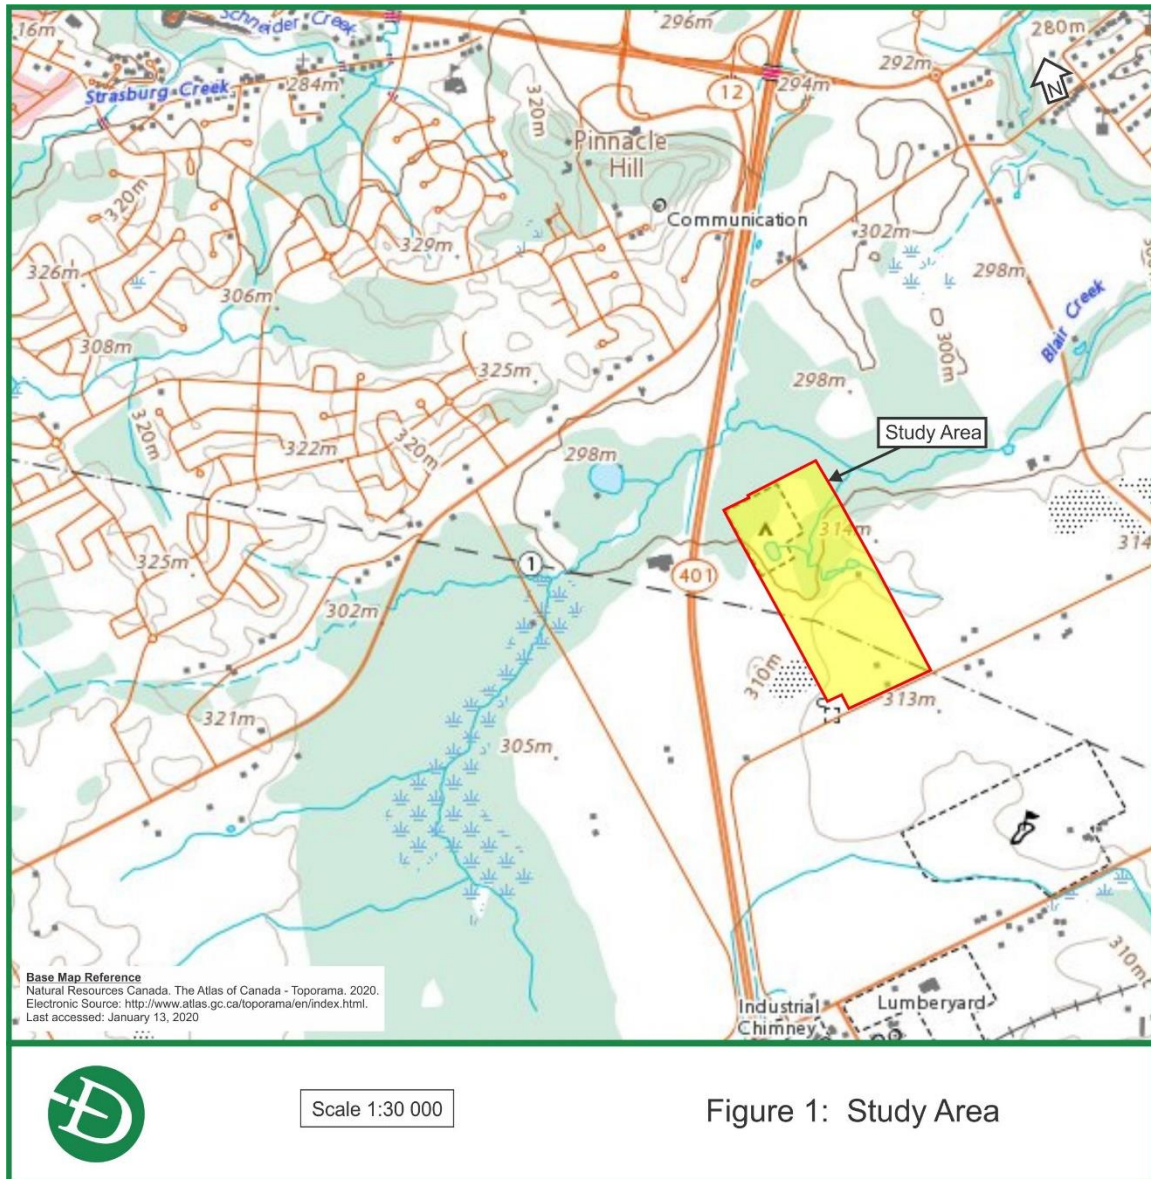 Schneider Creek
16m
296m
280m
N
Strasburg Creek
284m
320m
12
294m
292m
Pinnacle
Hill
320m
Communication
329m
302m
326m
306m
298m
Blair Creek
308m
325m
300m
298m
320m
322m
320m
Study Area
298m
314m
314
325m
1
401
302m
310m
313m
321m
305m
310m
Base Map Reference
Natural Resources Canada. The Atlas of Canada - Toporama. 2020.
Electronic Source: http://www.atlas.gc.ca/toporama/en/index.html.
Last accessed: January 13, 2020
Industrial
Chimney
Lumberyard
D
Scale 1:30 000
Figure 1: Study Area